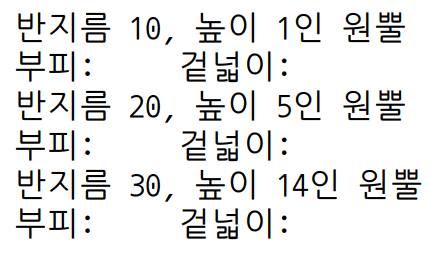 반지름 10, 높이 1인 원뿔
부피:     겉넓이:
반지름 20, 높이 5인 원뿔
부피:     겉넓이:
반지름 30, 높이 14인 원뿔
부피:     겉넓이: